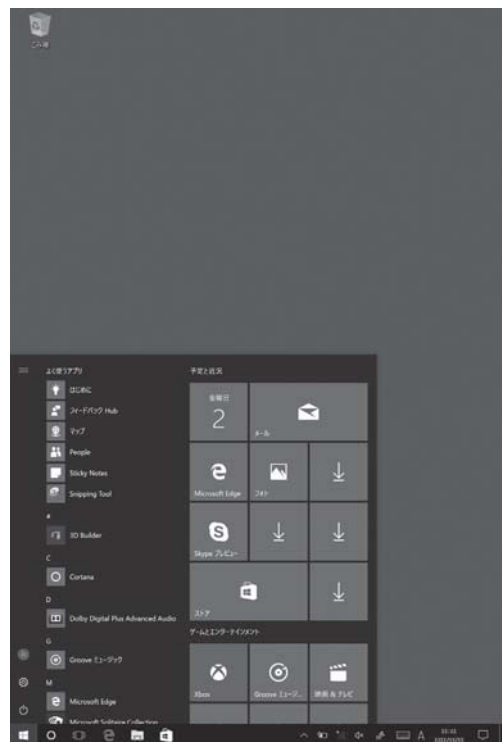 ごみ箱
よく使うアプリ
はじめに
フィードバック Hub
マップ
People
Sticky Notes
Snipping Tool
#
3D Builder
C
Cortana
D
Dolby Digital Plus Advanced Audio
G
Groove ミュージック
M
Microsoft Edge
Microsoft Solitaire Collection
予定と近況
金曜日
2
メール
Microsoft Edge
フォト
Skype プレビュー
ストア
ゲームとエンターテインメント
Xbox
Groove ミュージ...
映画 & テレビ
A